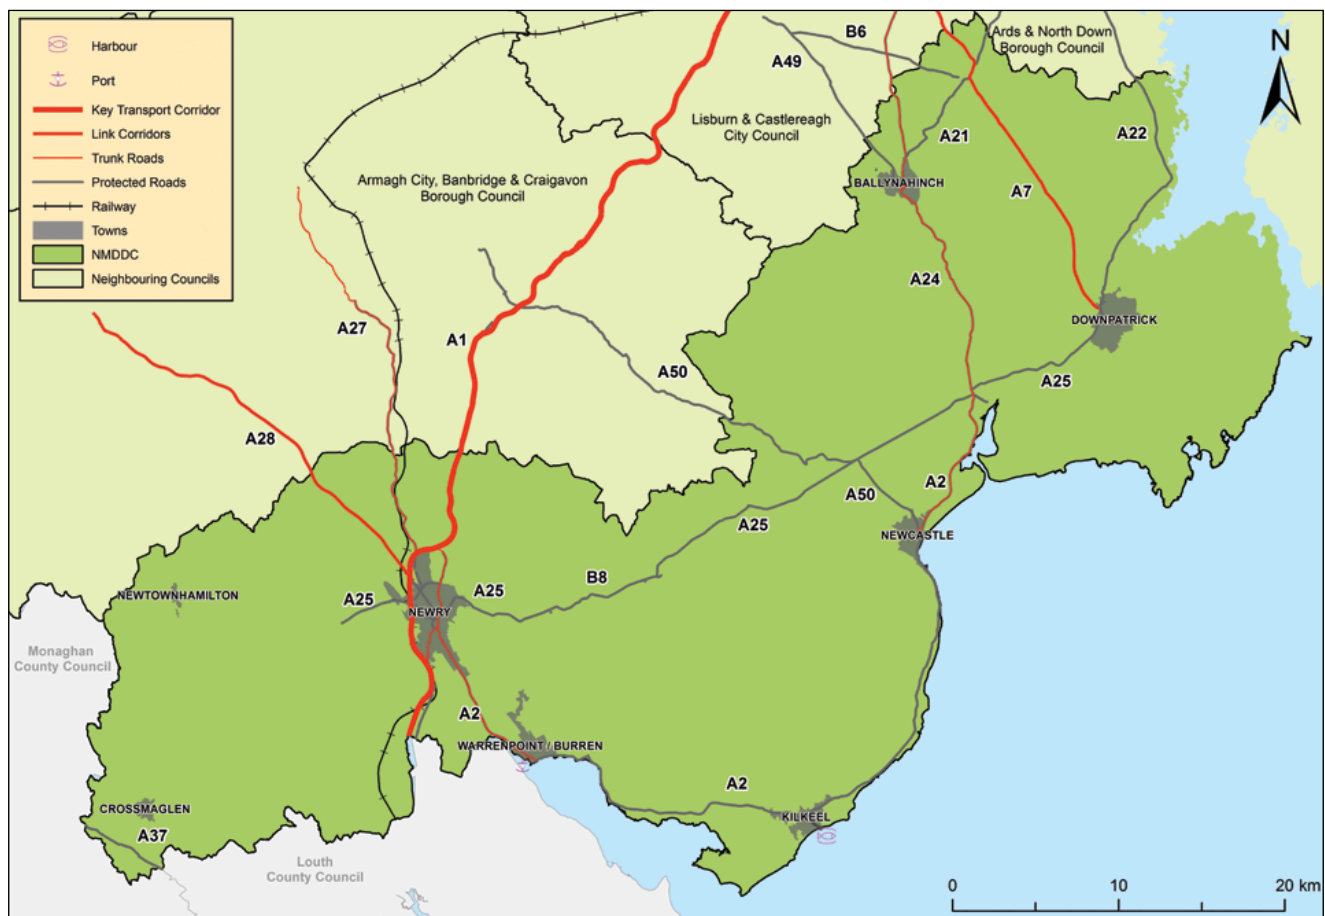 Harbour
Port
Key Transport Corridor
Link Corridors
Trunk Roads
Protected Roads
Railway
Towns
NMDDC
Neighbouring Councils
B6
Ards & North Down
Borough Council
N
A49
Lisburn & Castlereagh
City Council
A21
A22
Armagh City, Banbridge & Craigavon
Borough Council
BALLYNAHINCH
A7
A24
A27
A1
DOWNPATRICK
A50
A25
A28
A2
A50
A25
NEWCASTLE
B8
NEWTOWNHAMILTON
A25
A25
NEWRY
Monaghan
County Council
A2
WARRENPOINT / BURREN
A2
CROSSMAGLEN
KILKEEL
A37
Louth
County Council
0
10
20 km